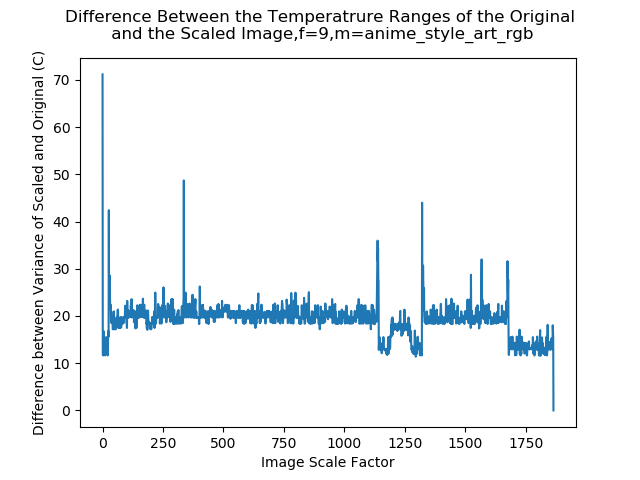 Difference Between the Temperatrure Ranges of the Original
and the Scaled Image,f=9,m=anime_style_art_rgb
Difference between Variance of Scaled and Original (C)
70
60
50
40
30
20
10
0
0 250 500 750 1000 1250 1500 1750
Image Scale Factor